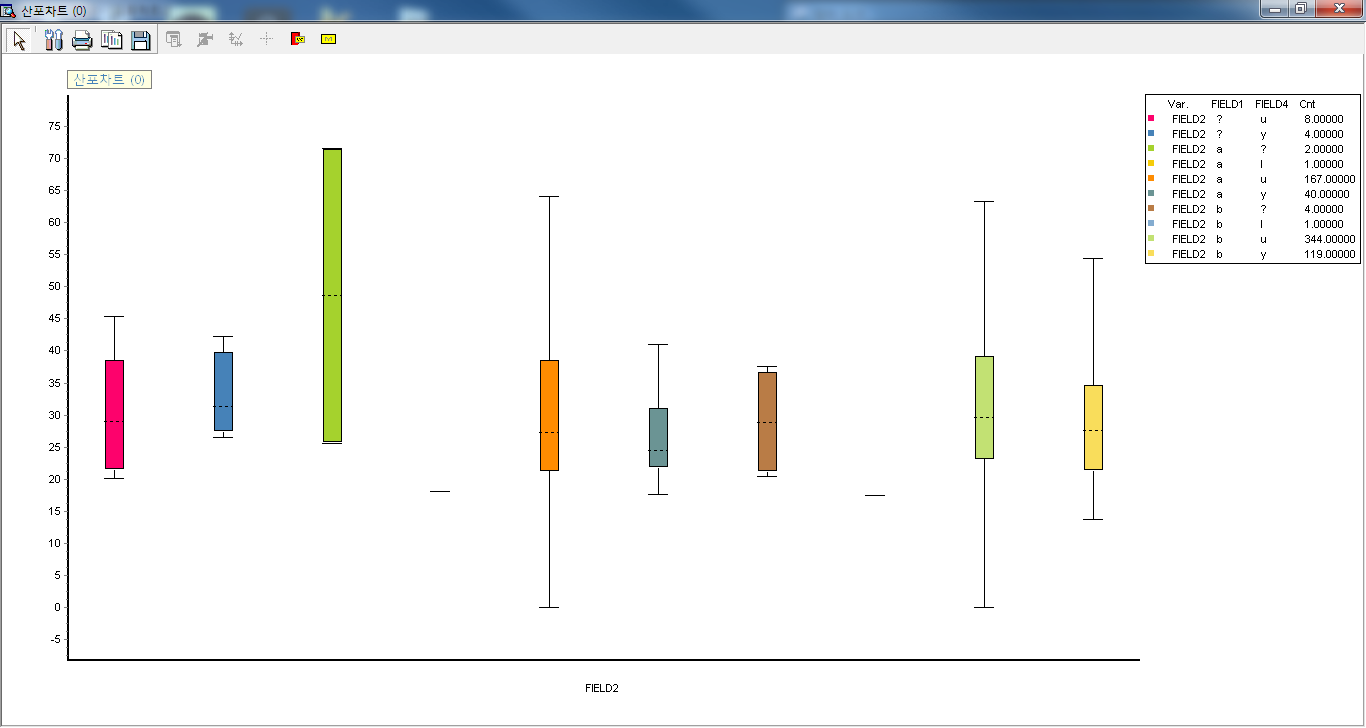 산포차트 (0)
산포차트 (0)
75
70
65
60
55
50
45
40
35
30
25
20
15
10
5
0
-5
FIELD2
Var. FIELD1 FIELD4 Cnt
FIELD2 ? u 8.00000
FIELD2 ? y 4.00000
FIELD2 a ? 2.00000
FIELD2 a l 1.00000
FIELD2 a u 167.00000
FIELD2 a y 40.00000
FIELD2 b ? 4.00000
FIELD2 b l 1.00000
FIELD2 b u 344.00000
FIELD2 b y 119.00000